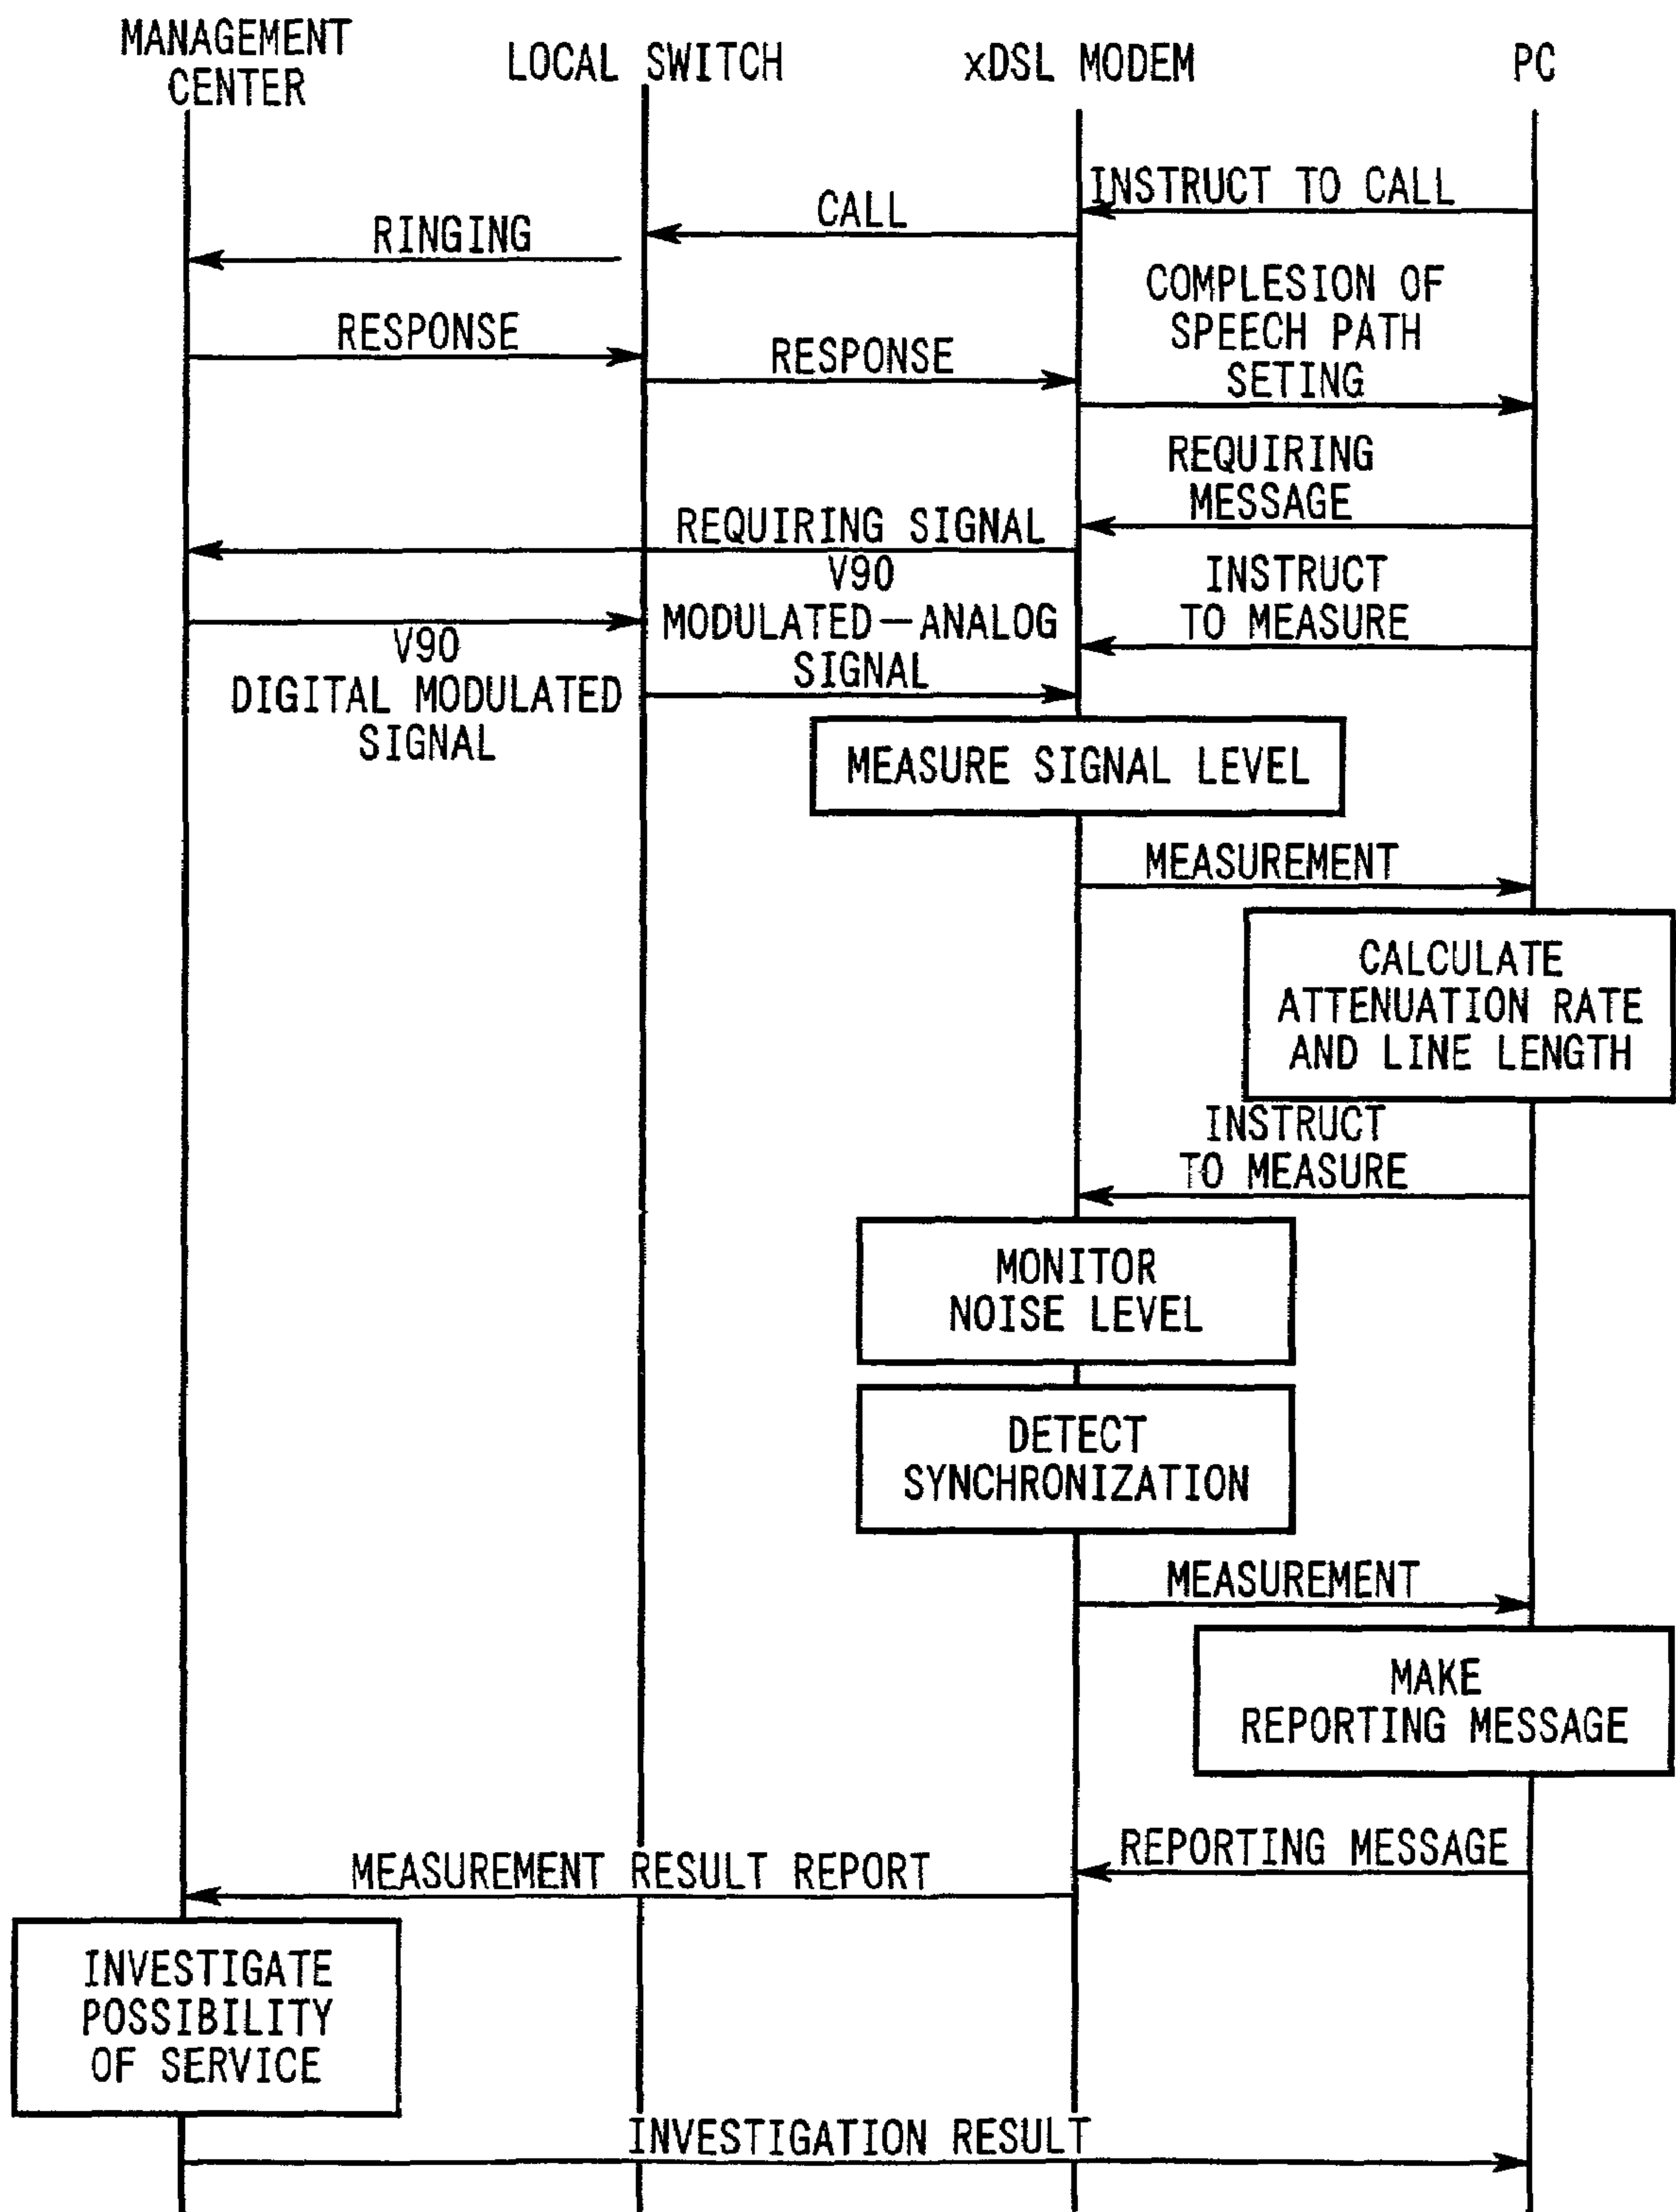 MANAGEMENT
CENTER
LOCAL SWITCH
xDSL MODEM
PC
INSTRUCT TO CALL
CALL
RINGING
COMPLESION OF
SPEECH PATH
SETING
RESPONSE
RESPONSE
REQUIRING
MESSAGE
REQUIRING SIGNAL
V90
MODULATED-ANALOG
SIGNAL
INSTRUCT
TO MEASURE
V90
DIGITAL MODULATED
SIGNAL
MEASURE SIGNAL LEVEL
MEASUREMENT
CALCULATE
ATTENUATION RATE
AND LINE LENGTH
INSTRUCT
TO MEASURE
MONITOR
NOISE LEVEL
DETECT
SYNCHRONIZATION
MEASUREMENT
MAKE
REPORTING MESSAGE
REPORTING MESSAGE
MEASUREMENT RESULT REPORT
INVESTIGATE
POSSIBILITY
OF SERVICE
INVESTIGATION RESULT